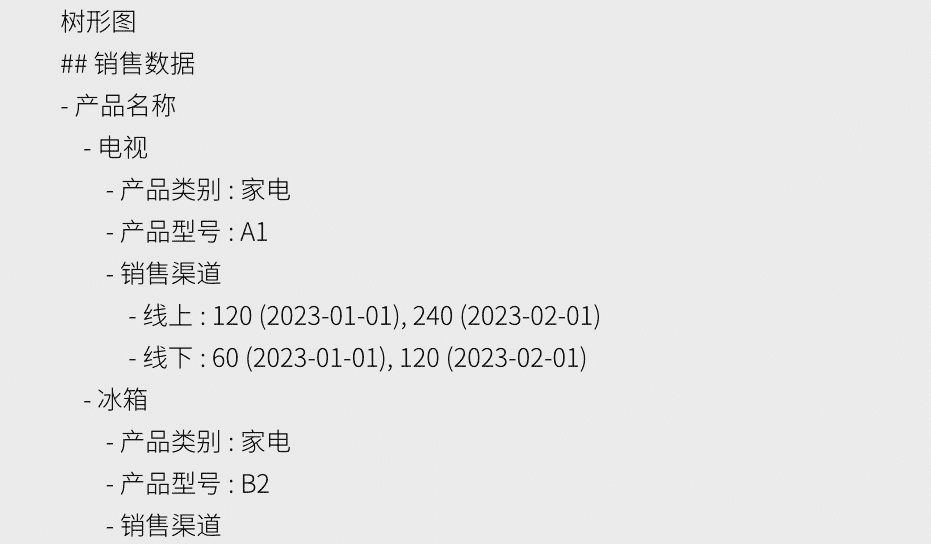 树形图
## 销售数据
- 产品名称
- 电视
- 产品类别 : 家电
- 产品型号 : A1
- 销售渠道
- 线上 : 120 (2023-01-01), 240 (2023-02-01)
- 线下 : 60 (2023-01-01), 120 (2023-02-01)
- 冰箱
- 产品类别 : 家电
- 产品型号 : B2
- 销售渠道